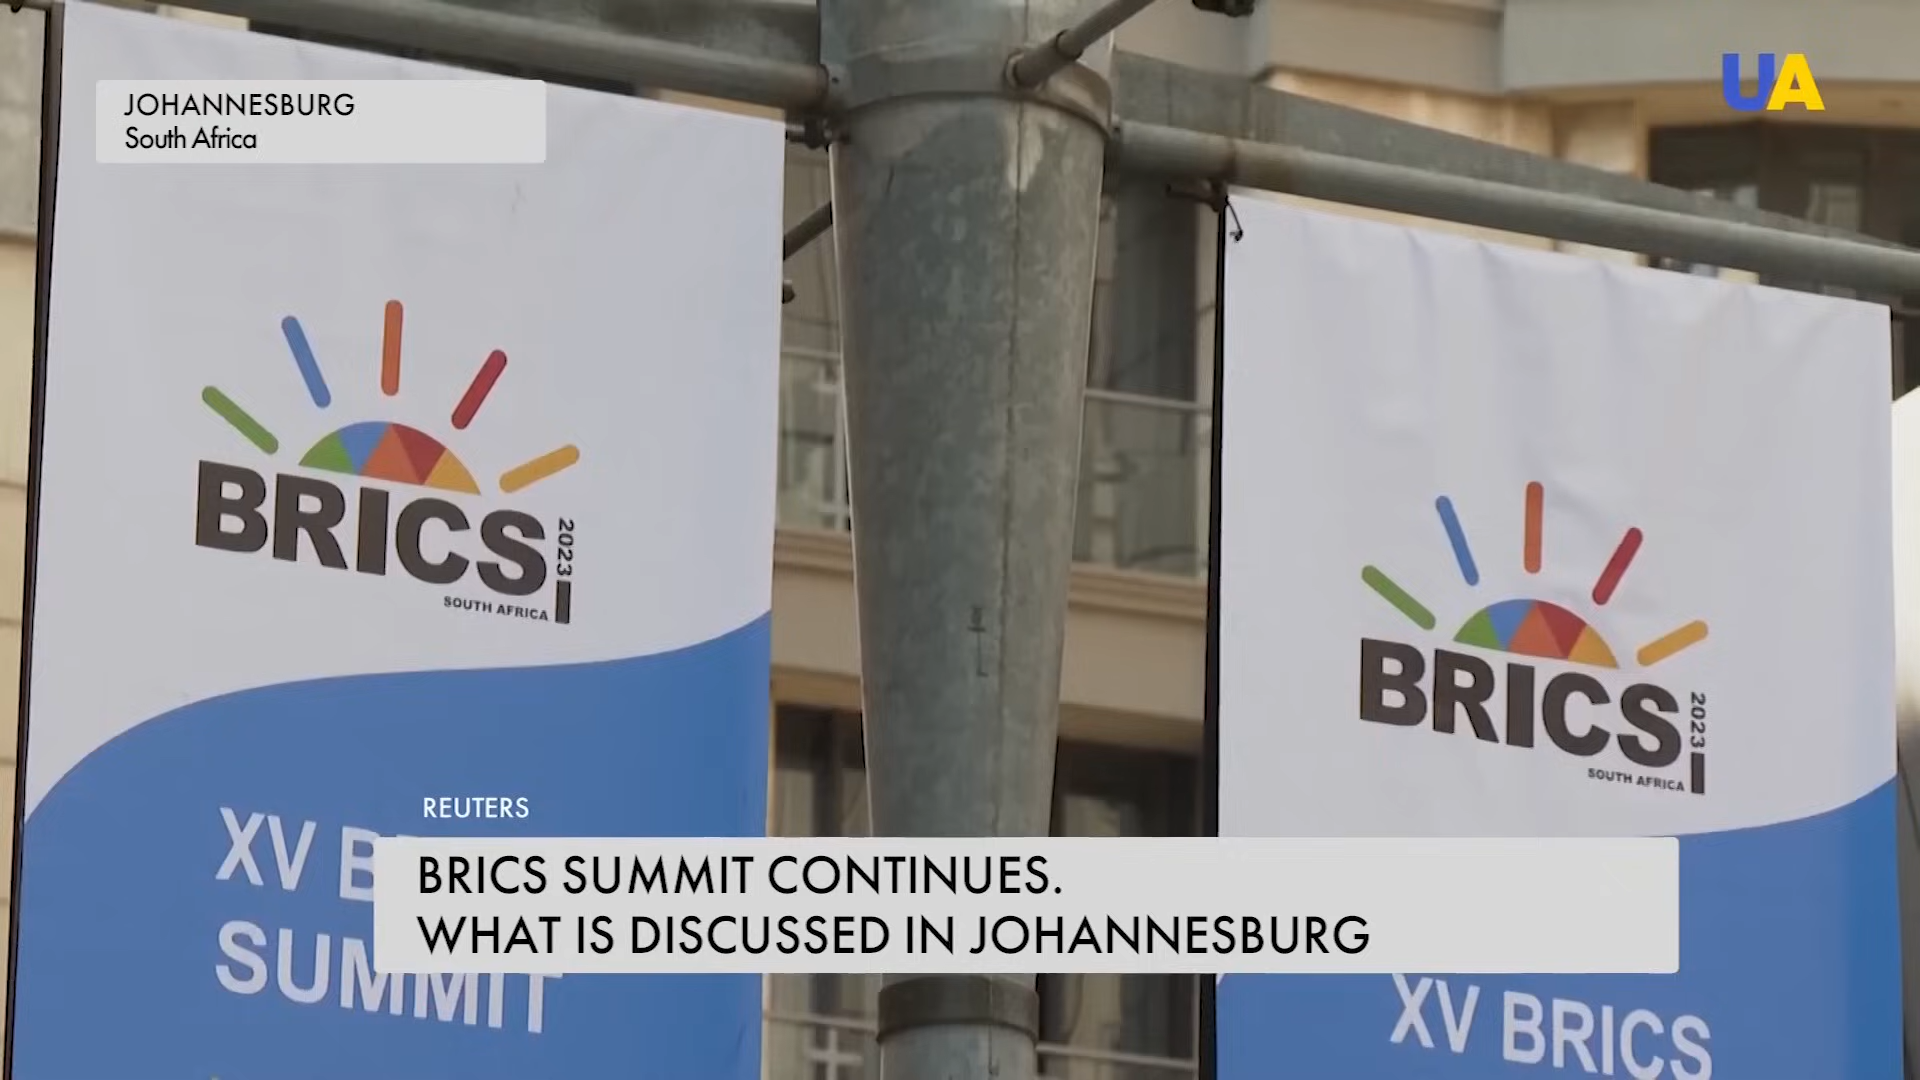 JOHANNESBURG
South Africa
UA
BRICS
2023
SOUTH AFRICA
BRICS
2023
SOUTH AFRICA
REUTERS
XV
SUMMIT
BRICS SUMMIT CONTINUES.
WHAT IS DISCUSSED IN JOHANNESBURG
XV BRICS